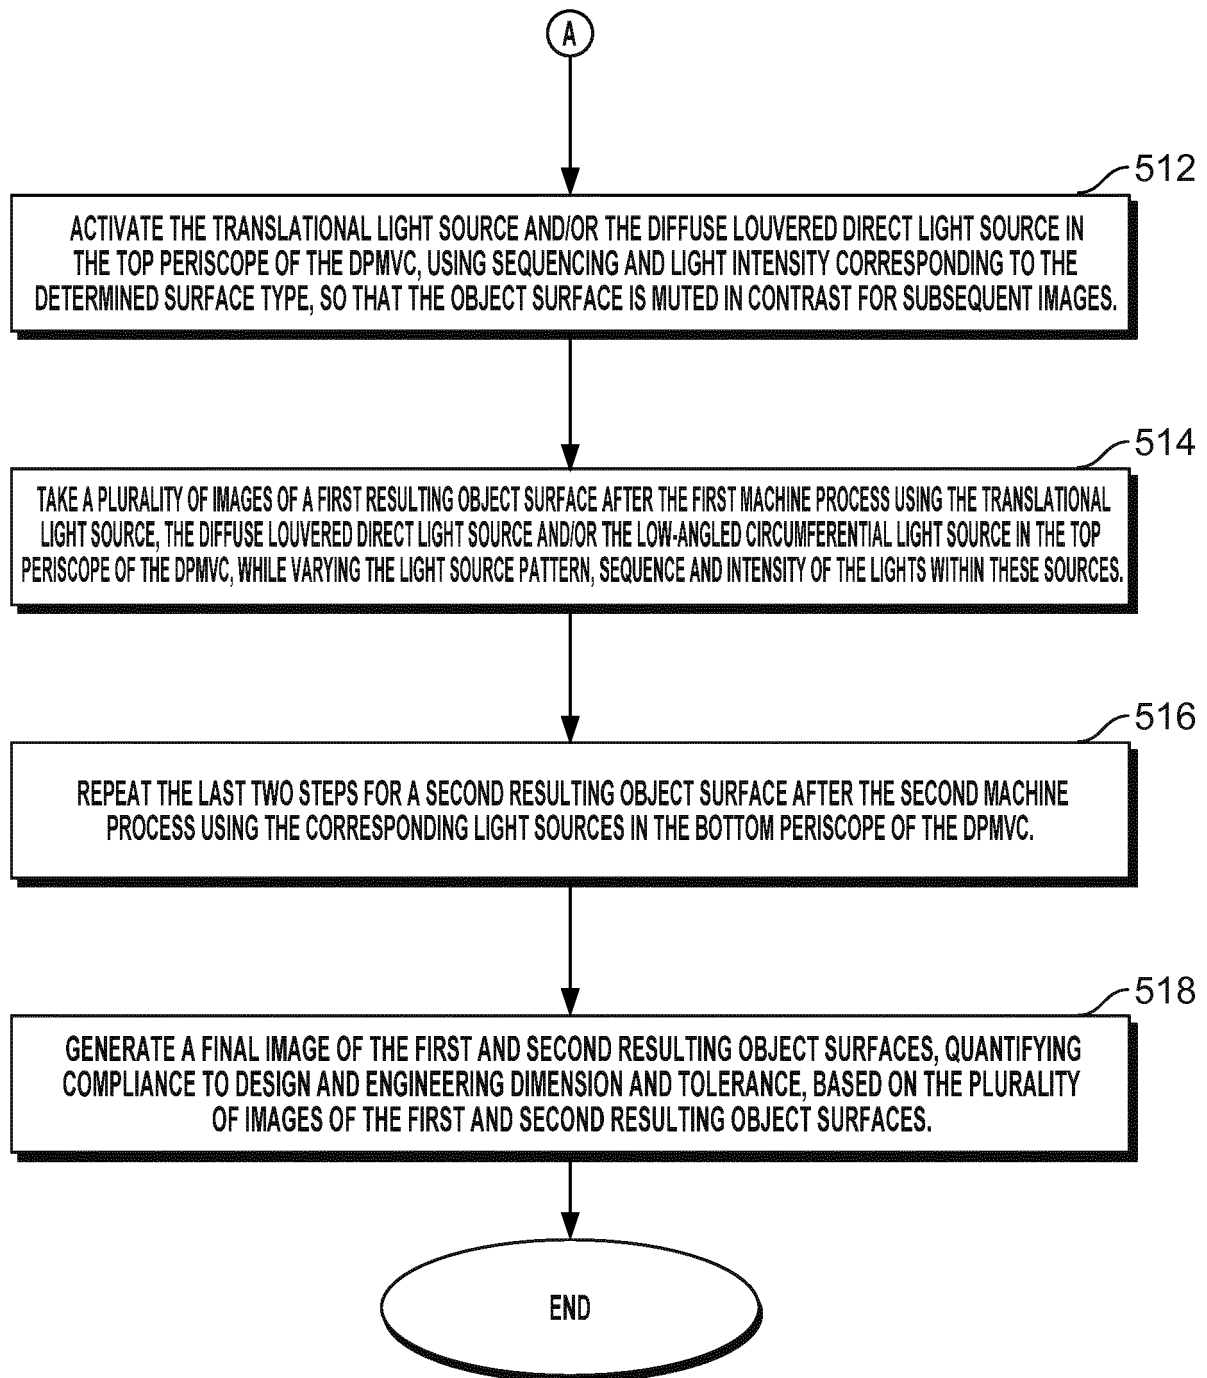 A
512
ACTIVATE THE TRANSLATIONAL LIGHT SOURCE AND/OR THE DIFFUSE LOUVERED DIRECT LIGHT SOURCE IN
THE TOP PERISCOPE OF THE DPMVC, USING SEQUENCING AND LIGHT INTENSITY CORRESPONDING TO THE
DETERMINED SURFACE TYPE, SO THAT THE OBJECT SURFACE IS MUTED IN CONTRAST FOR SUBSEQUENT IMAGES.
514
TAKE A PLURALITY OF IMAGES OF A FIRST RESULTING OBJECT SURFACE AFTER THE FIRST MACHINE PROCESS USING THE TRANSLATIONAL
LIGHT SOURCE, THE DIFFUSE LOUVERED DIRECT LIGHT SOURCE AND/OR THE LOW-ANGLED CIRCUMFERENTIAL LIGHT SOURCE IN THE TOP
PERISCOPE OF THE DPMVC, WHILE VARYING THE LIGHT SOURCE PATTERN, SEQUENCE AND INTENSITY OF THE LIGHTS WITHIN THESE SOURCES.
516
REPEAT THE LAST TWO STEPS FOR A SECOND RESULTING OBJECT SURFACE AFTER THE SECOND MACHINE
PROCESS USING THE CORRESPONDING LIGHT SOURCES IN THE BOTTOM PERISCOPE OF THE DPMVC.
518
GENERATE A FINAL IMAGE OF THE FIRST AND SECOND RESULTING OBJECT SURFACES, QUANTIFYING
COMPLIANCE TO DESIGN AND ENGINEERING DIMENSION AND TOLERANCE, BASED ON THE PLURALITY
OF IMAGES OF THE FIRST AND SECOND RESULTING OBJECT SURFACES.
END